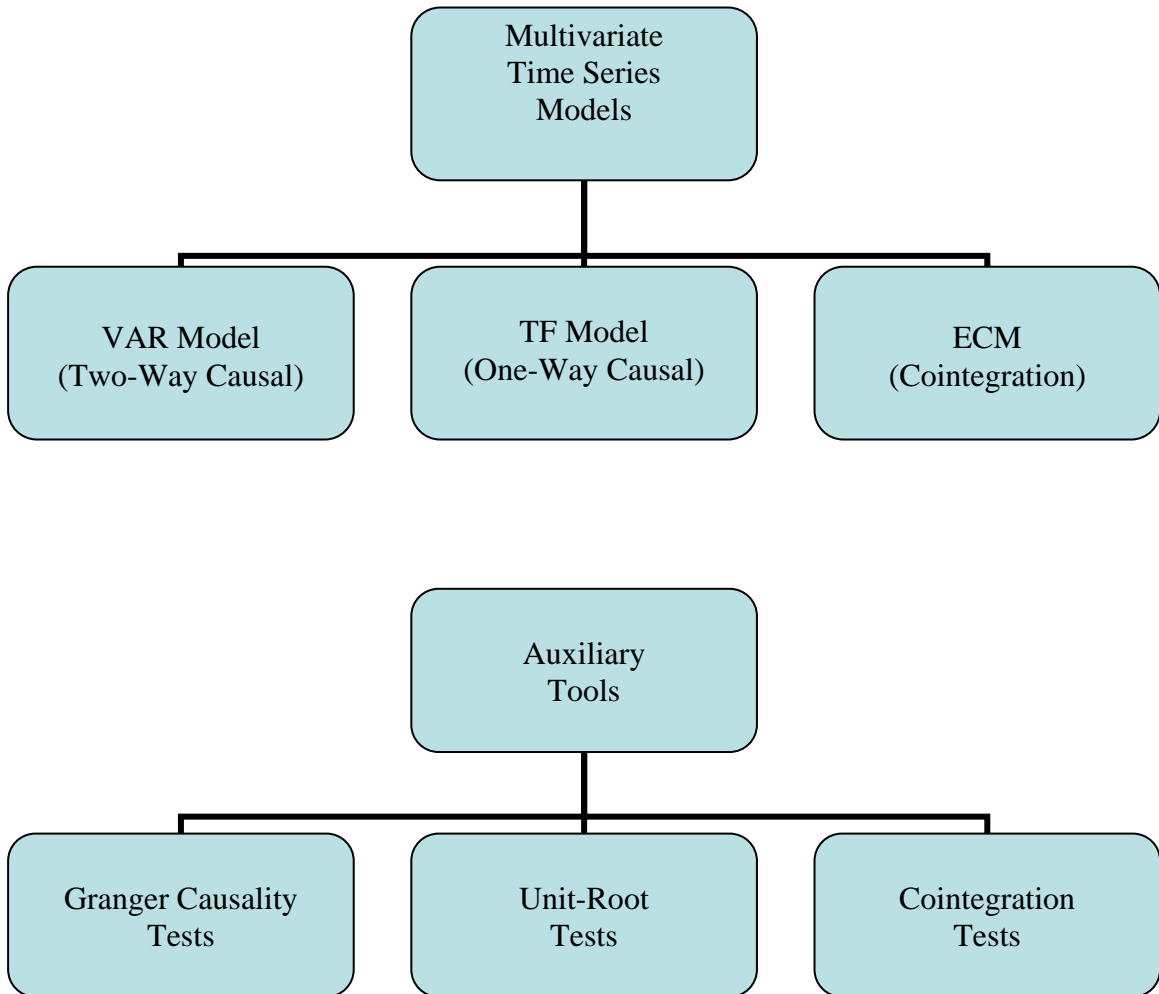 Multivariate
Time Series
Models
VAR Model
(Two-Way Causal)
TF Model
(One-Way Causal)
ECM
(Cointegration)
Auxiliary
Tools
Granger Causality
Tests
Unit-Root
Tests
Cointegration
Tests